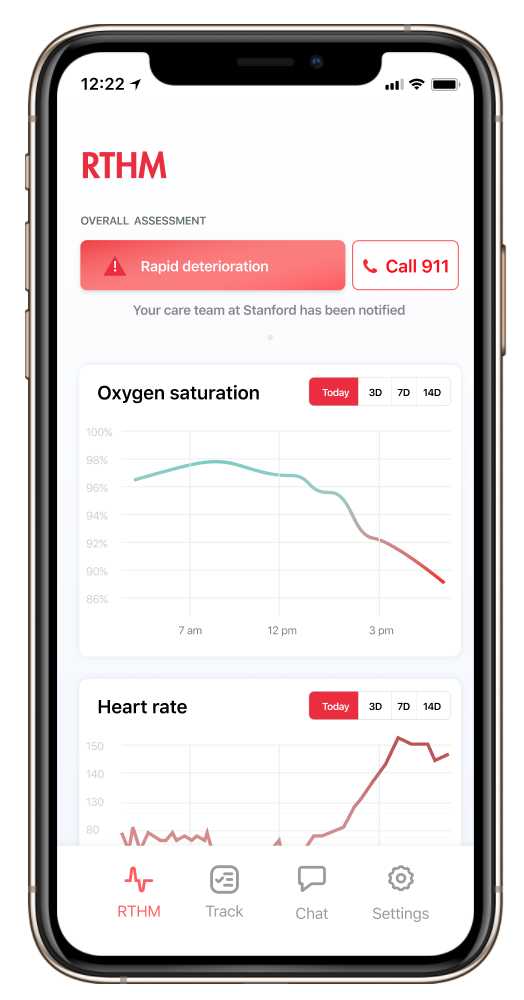 12:22
RTHM
OVERALL ASSESSMENT
Rapid deterioration
Call 911
Your care team at Stanford has been notified
Oxygen saturation
Today 3D 7D 14D
100%
98%
96%
94%
92%
90%
86%
7 am 12 pm 3 pm
Heart rate
Today 3D 7D 14D
150
140
130
80
RTHM Track Chat Settings